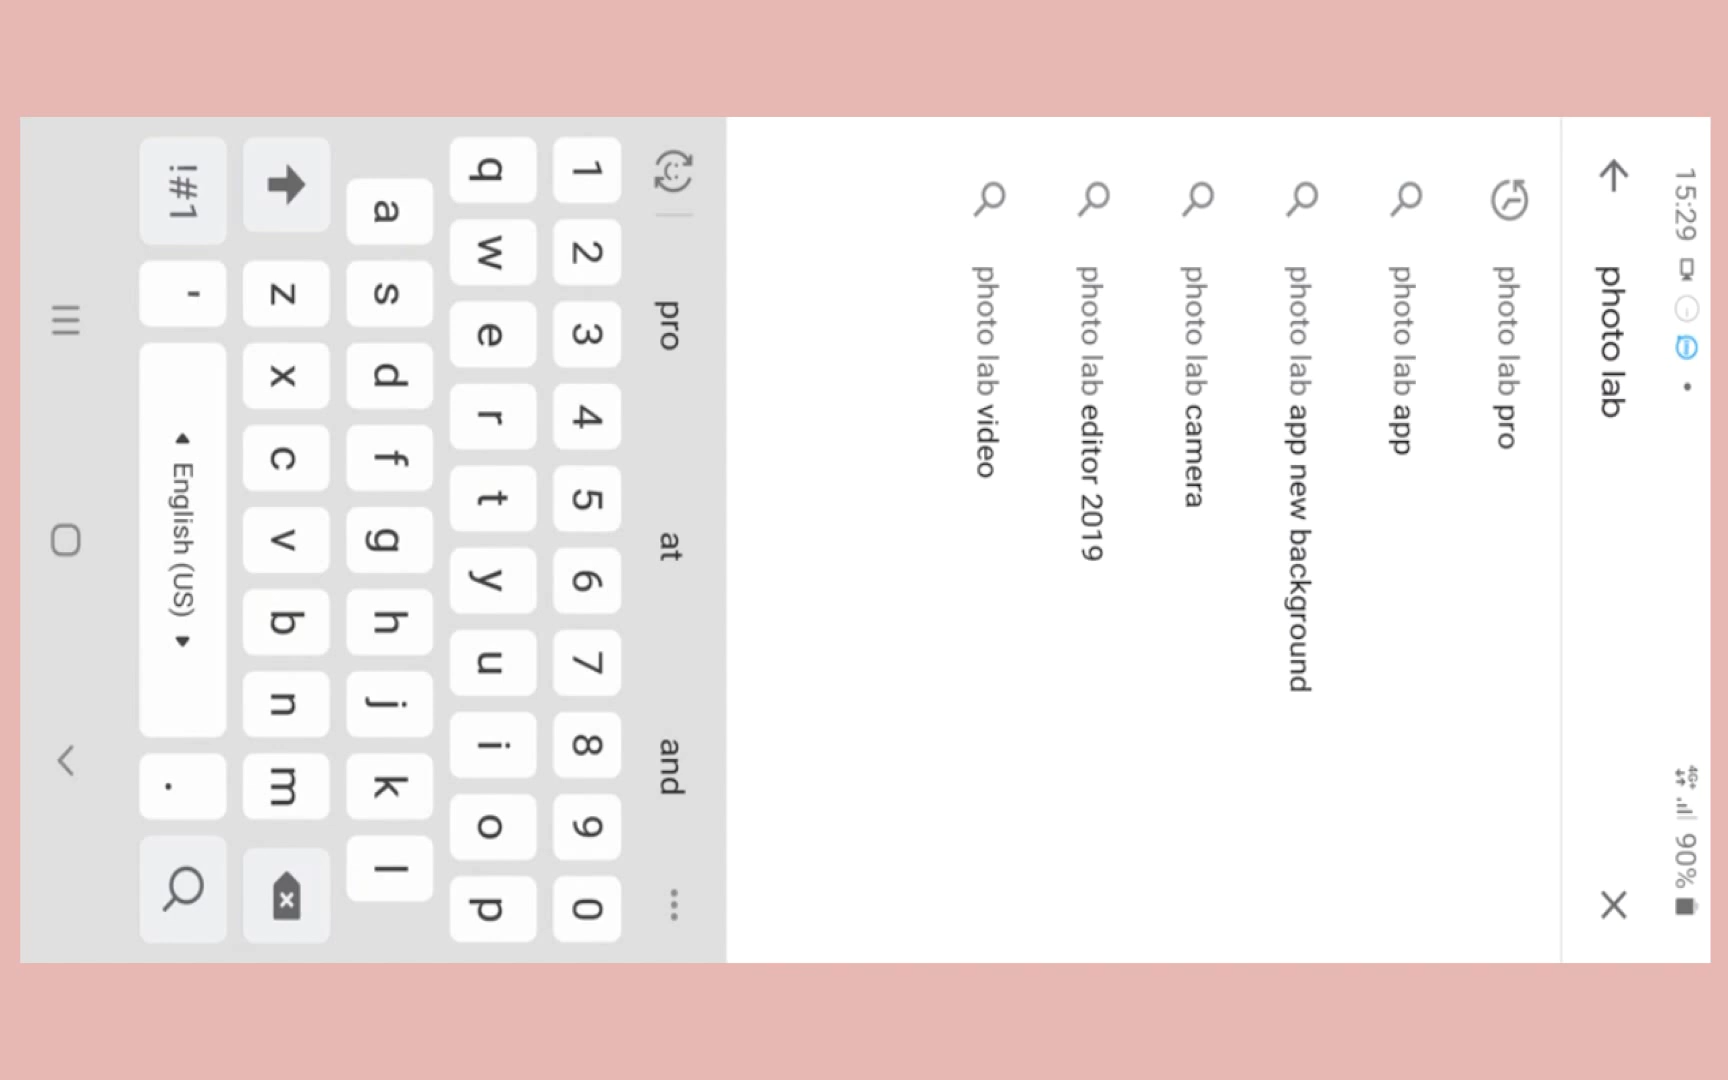 15:29
4G+ 90%
photo lab
photo lab pro
photo lab app
photo lab app new background
photo lab camera
photo lab editor 2019
photo lab video
pro at and
1 2 3 4 5 6 7 8 9 0
q w e r t y u i o p
a s d f g h j k l
z x c v b n m
!#1 ' English (US) .